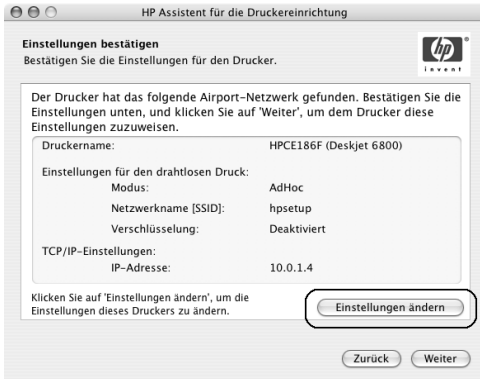 HP Assistent für die Druckereinrichtung
Einstellungen bestätigen
Bestätigen Sie die Einstellungen für den Drucker.
hp
invent
Der Drucker hat das folgende Airport-Netzwerk gefunden. Bestätigen Sie die
Einstellungen unten, und klicken Sie auf 'Weiter', um dem Drucker diese
Einstellungen zuzuweisen.
Druckername: HPCE186F (Deskjet 6800)
Einstellungen für den drahtlosen Druck:
Modus: AdHoc
Netzwerkname [SSID]: hpsetup
Verschlüsselung: Deaktiviert
TCP/IP-Einstellungen:
IP-Adresse: 10.0.1.4
Klicken Sie auf 'Einstellungen ändern', um die
Einstellungen dieses Druckers zu ändern.
Einstellungen ändern
Zurück Weiter